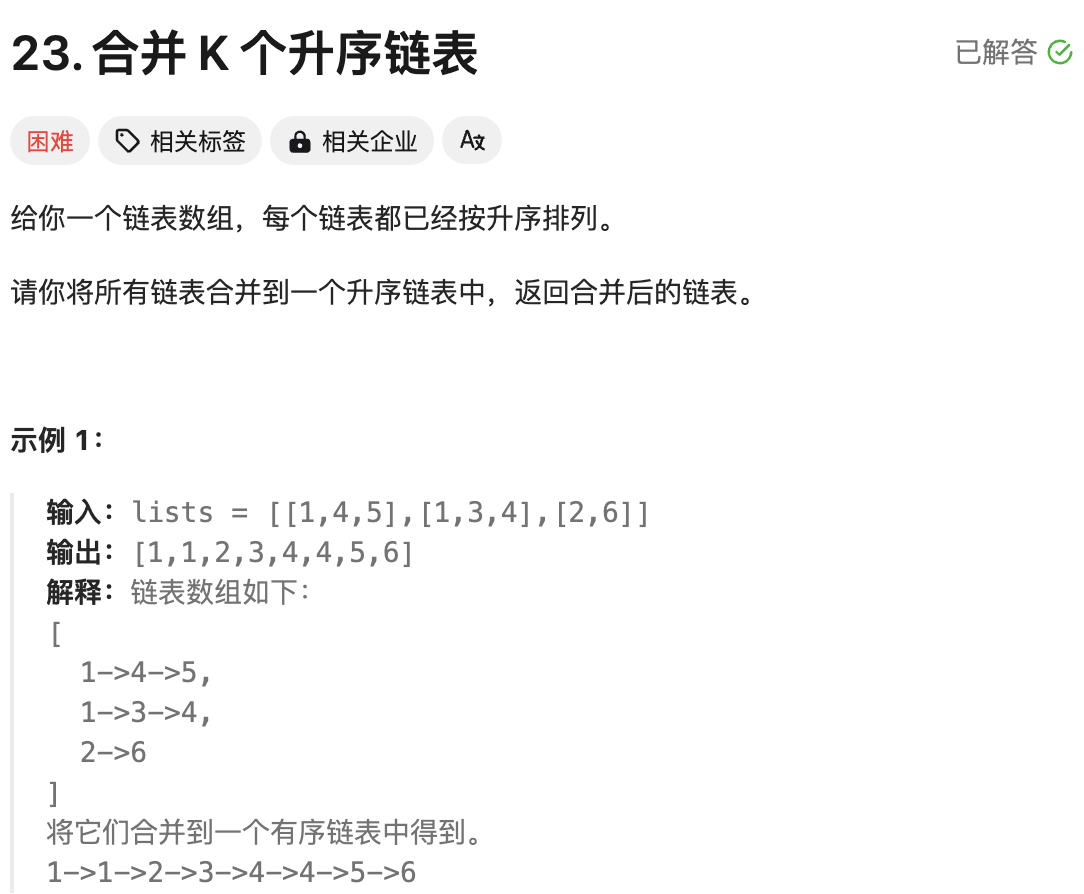 23. 合并 K 个升序链表
已解答
困难
相关标签
相关企业
给你一个链表数组，每个链表都已经按升序排列。
请你将所有链表合并到一个升序链表中，返回合并后的链表。
示例 1：
输入：lists = [[1,4,5],[1,3,4],[2,6]]
输出：[1,1,2,3,4,4,5,6]
解释：链表数组如下：
[
  1->4->5,
  1->3->4,
  2->6
]
将它们合并到一个有序链表中得到。
1->1->2->3->4->4->5->6